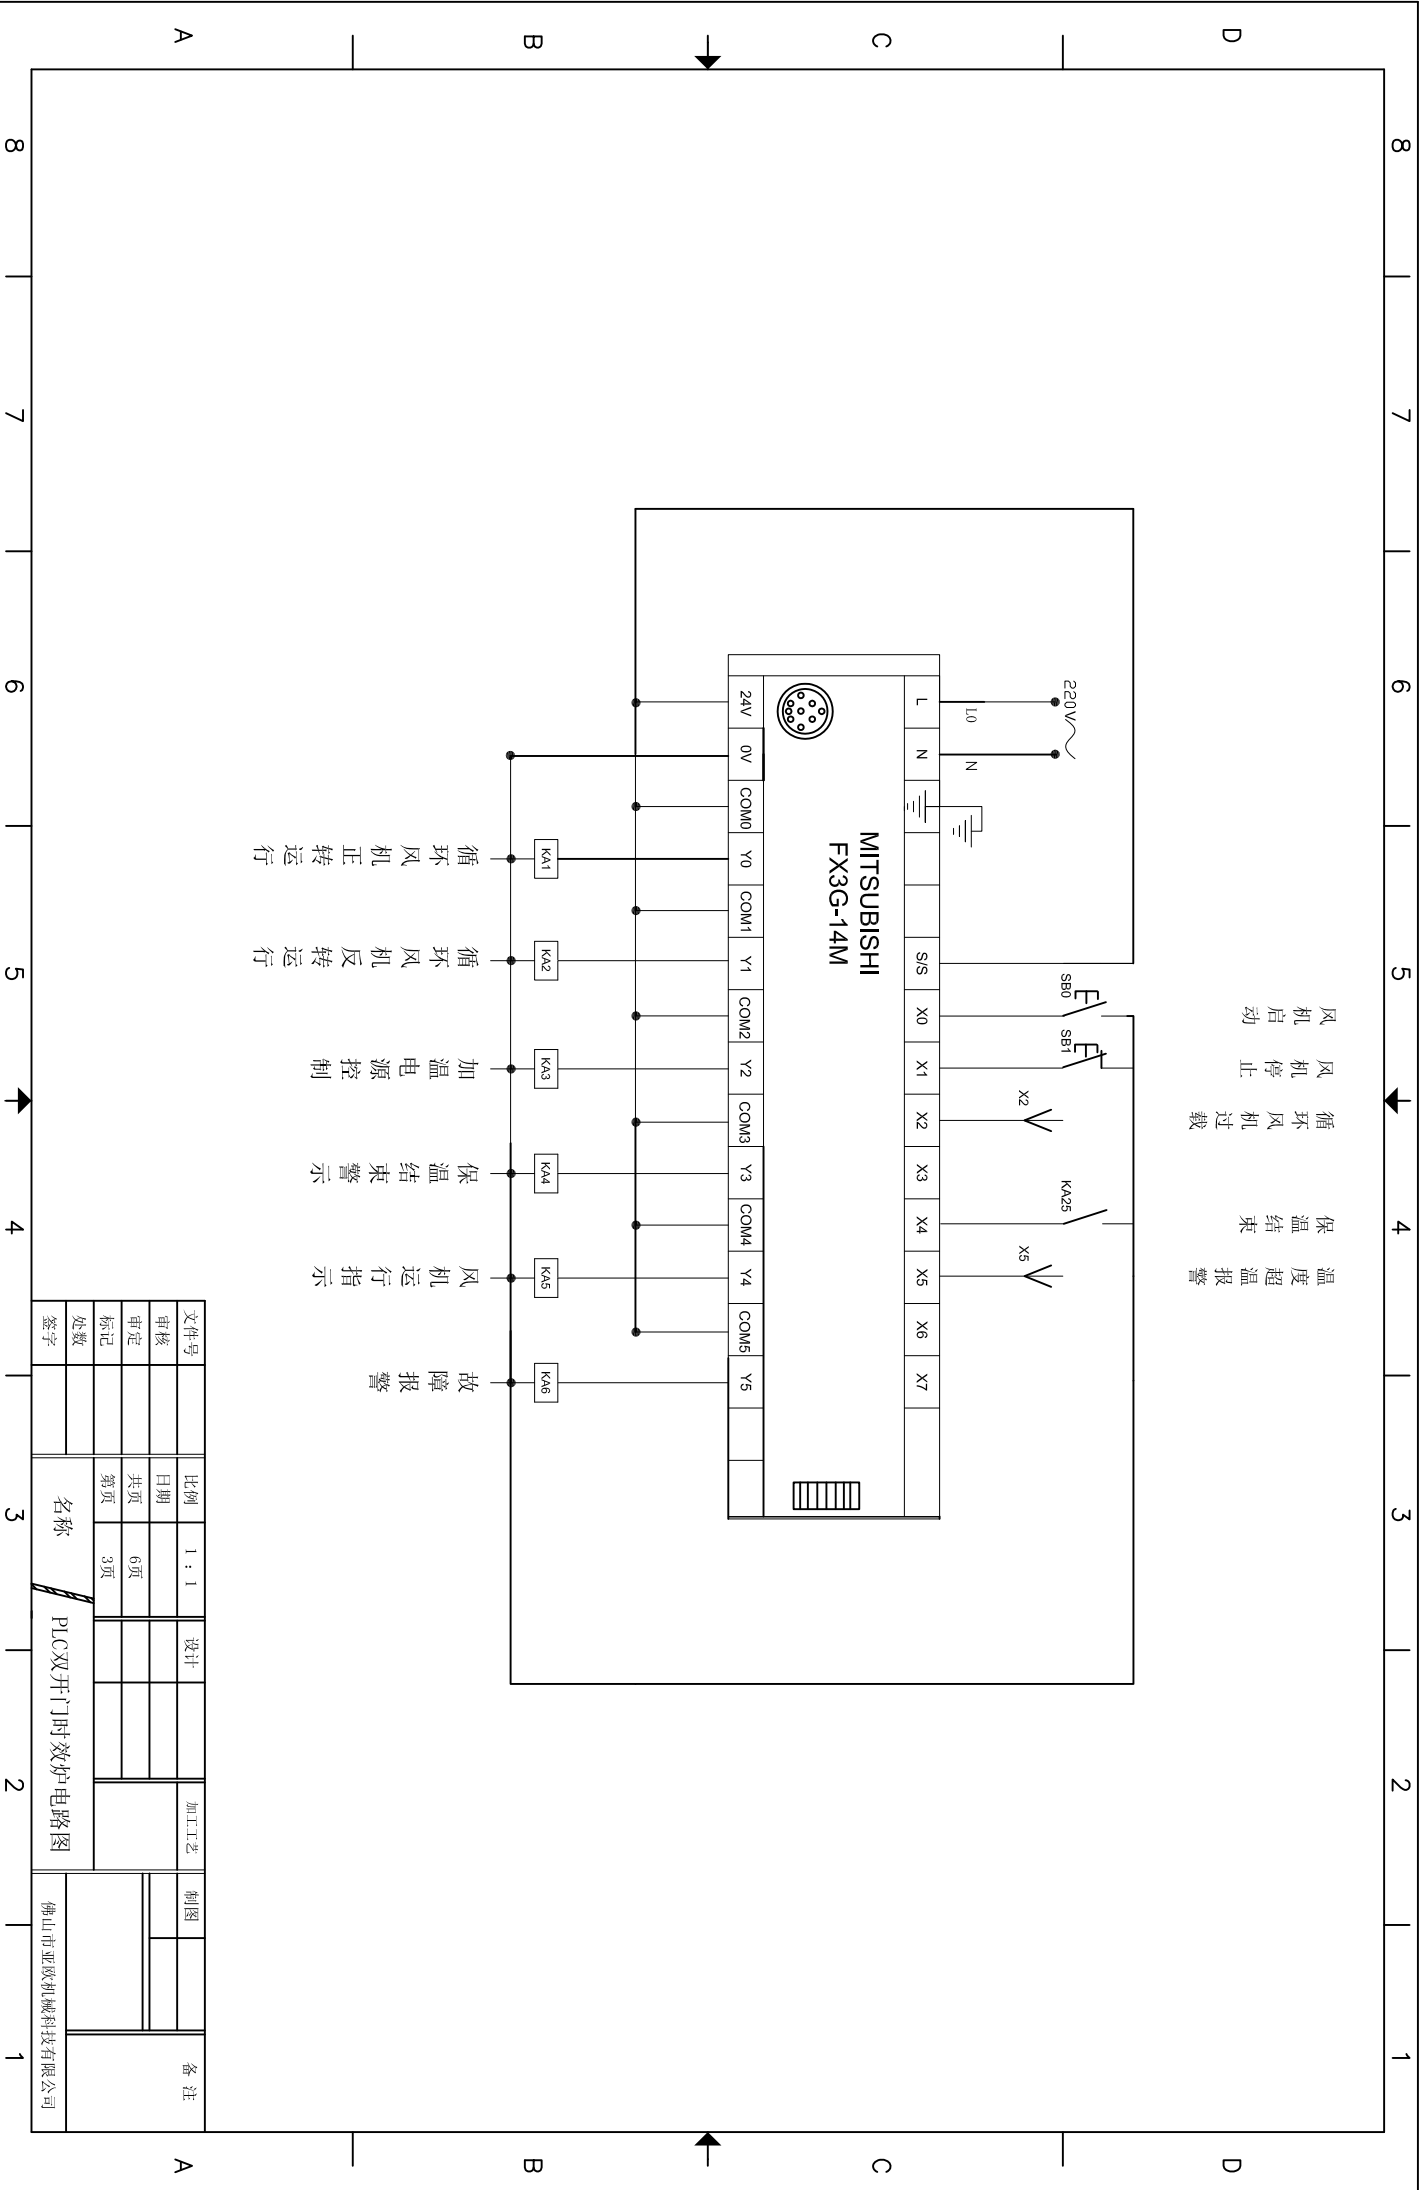 8 7 6 5 4 3 2 1
D
C
B
A
风机启动
风机停止
循环风机过载
保温结束
温度超温报警
220V
SB0
SB1
X2
KA25
X5
L0
N
L N S/S X0 X1 X2 X3 X4 X5 X6 X7
MITSUBISHI
FX3G-14M
24V 0V COM0 Y0 COM1 Y1 COM2 Y2 COM3 Y3 COM4 Y4 COM5 Y5
KA1 KA2 KA3 KA4 KA5 KA6
循环风机正转运行
循环风机反转运行
加温电源控制
保温结束警示
风机运行指示
故障报警
D
C
B
A
文件号 比例 1:1 设计 加工工艺 制图 备注
审核 日期
审定 共页 6页
标记 第页 3页
处数
签字
名称 PLC双开门时效炉电路图
佛山市亚欧机械科技有限公司
8 7 6 5 4 3 2 1